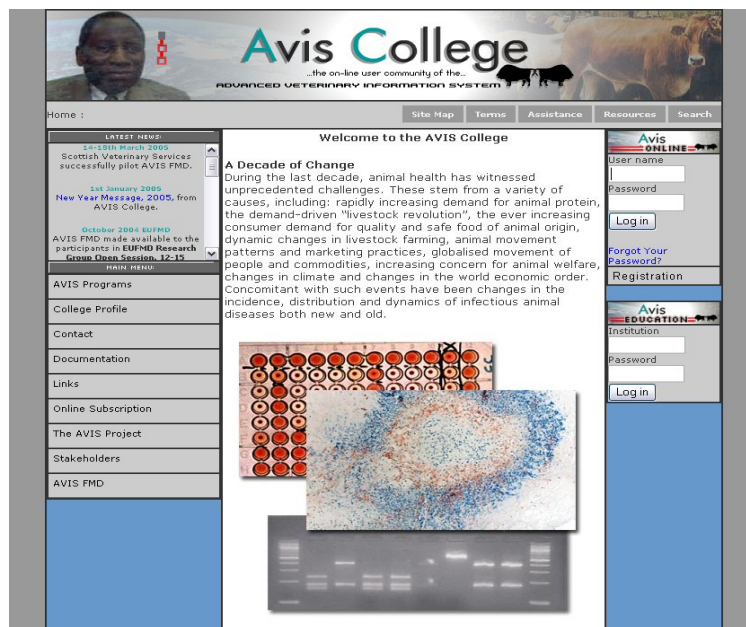 Avis College
...the on-line user community of the...
ADVANCED VETERINARY INFORMATION SYSTEM
Home :
Site Map
Terms
Assistance
Resources
Search
LATEST NEWS:
14-18th March 2005
Scottish Veterinary Services
successfully pilot AVIS FMD.
1st January 2005
New Year Message, 2005, from
AVIS College.
October 2004 EUFMD
AVIS FMD made available to the
participants in EUFMD Research
Group Open Session, 12-15
MAIN MENU:
AVIS Programs
College Profile
Contact
Documentation
Links
Online Subscription
The AVIS Project
Stakeholders
AVIS FMD
Welcome to the AVIS College
A Decade of Change
During the last decade, animal health has witnessed
unprecedented challenges. These stem from a variety of
causes, including: rapidly increasing demand for animal protein,
the demand-driven “livestock revolution”, the ever increasing
consumer demand for quality and safe food of animal origin,
dynamic changes in livestock farming, animal movement
patterns and marketing practices, globalised movement of
people and commodities, increasing concern for animal welfare,
changes in climate and changes in the world economic order.
Concomitant with such events have been changes in the
incidence, distribution and dynamics of infectious animal
diseases both new and old.
Avis
ONLINE
User name
Password
Log in
Forgot Your
Password?
Registration
Avis
EDUCATION
Institution
Password
Log in